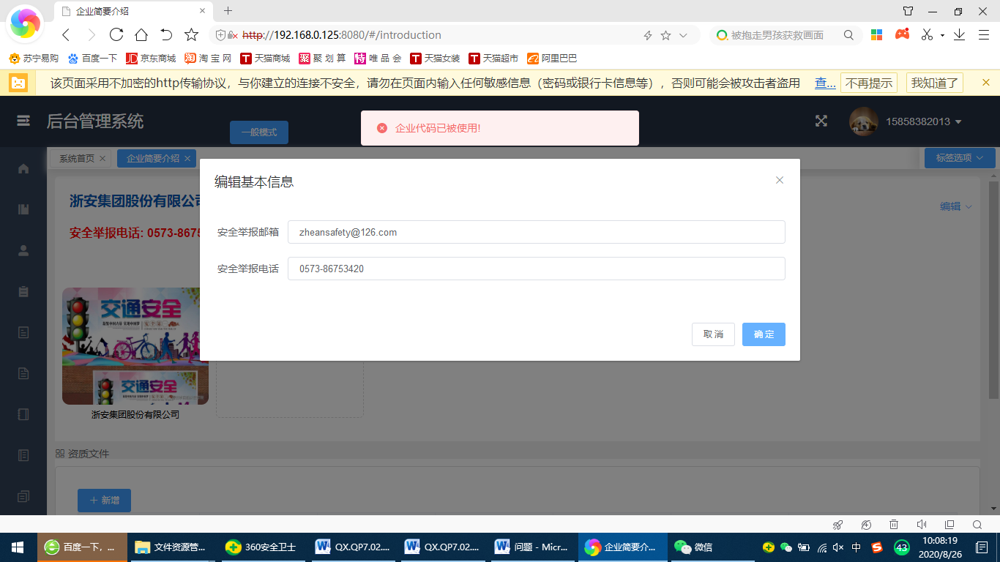 企业简要介绍
http://192.168.0.125:8080/#/introduction
被抱走男孩获救画面
苏宁易购 百度一下 京东商城 淘 宝 网 天猫商城 聚 划 算 唯 品 会 天猫女装 天猫超市 阿里巴巴
该页面采用不加密的http传输协议，与你建立的连接不安全，请勿在页面内输入任何敏感信息（密码或银行卡信息等），否则可能会被攻击者盗用 查... 不再提示 我知道了
后台管理系统
一般模式
企业代码已被使用!
15858382013
系统首页 企业简要介绍 标签选项
编辑基本信息
浙安集团股份有限公司
编辑
安全举报电话: 0573-8675
安全举报邮箱 zheansafety@126.com
安全举报电话 0573-86753420
取 消 确 定
交通安全
交通安全
浙安集团股份有限公司
资质文件
新增
百度一下，... 文件资源管... 360安全卫士 QX.QP7.02.... QX.QP7.02.... 问题 - Micr... 企业简要介... 微信
中 43 10:08:19
2020/8/26